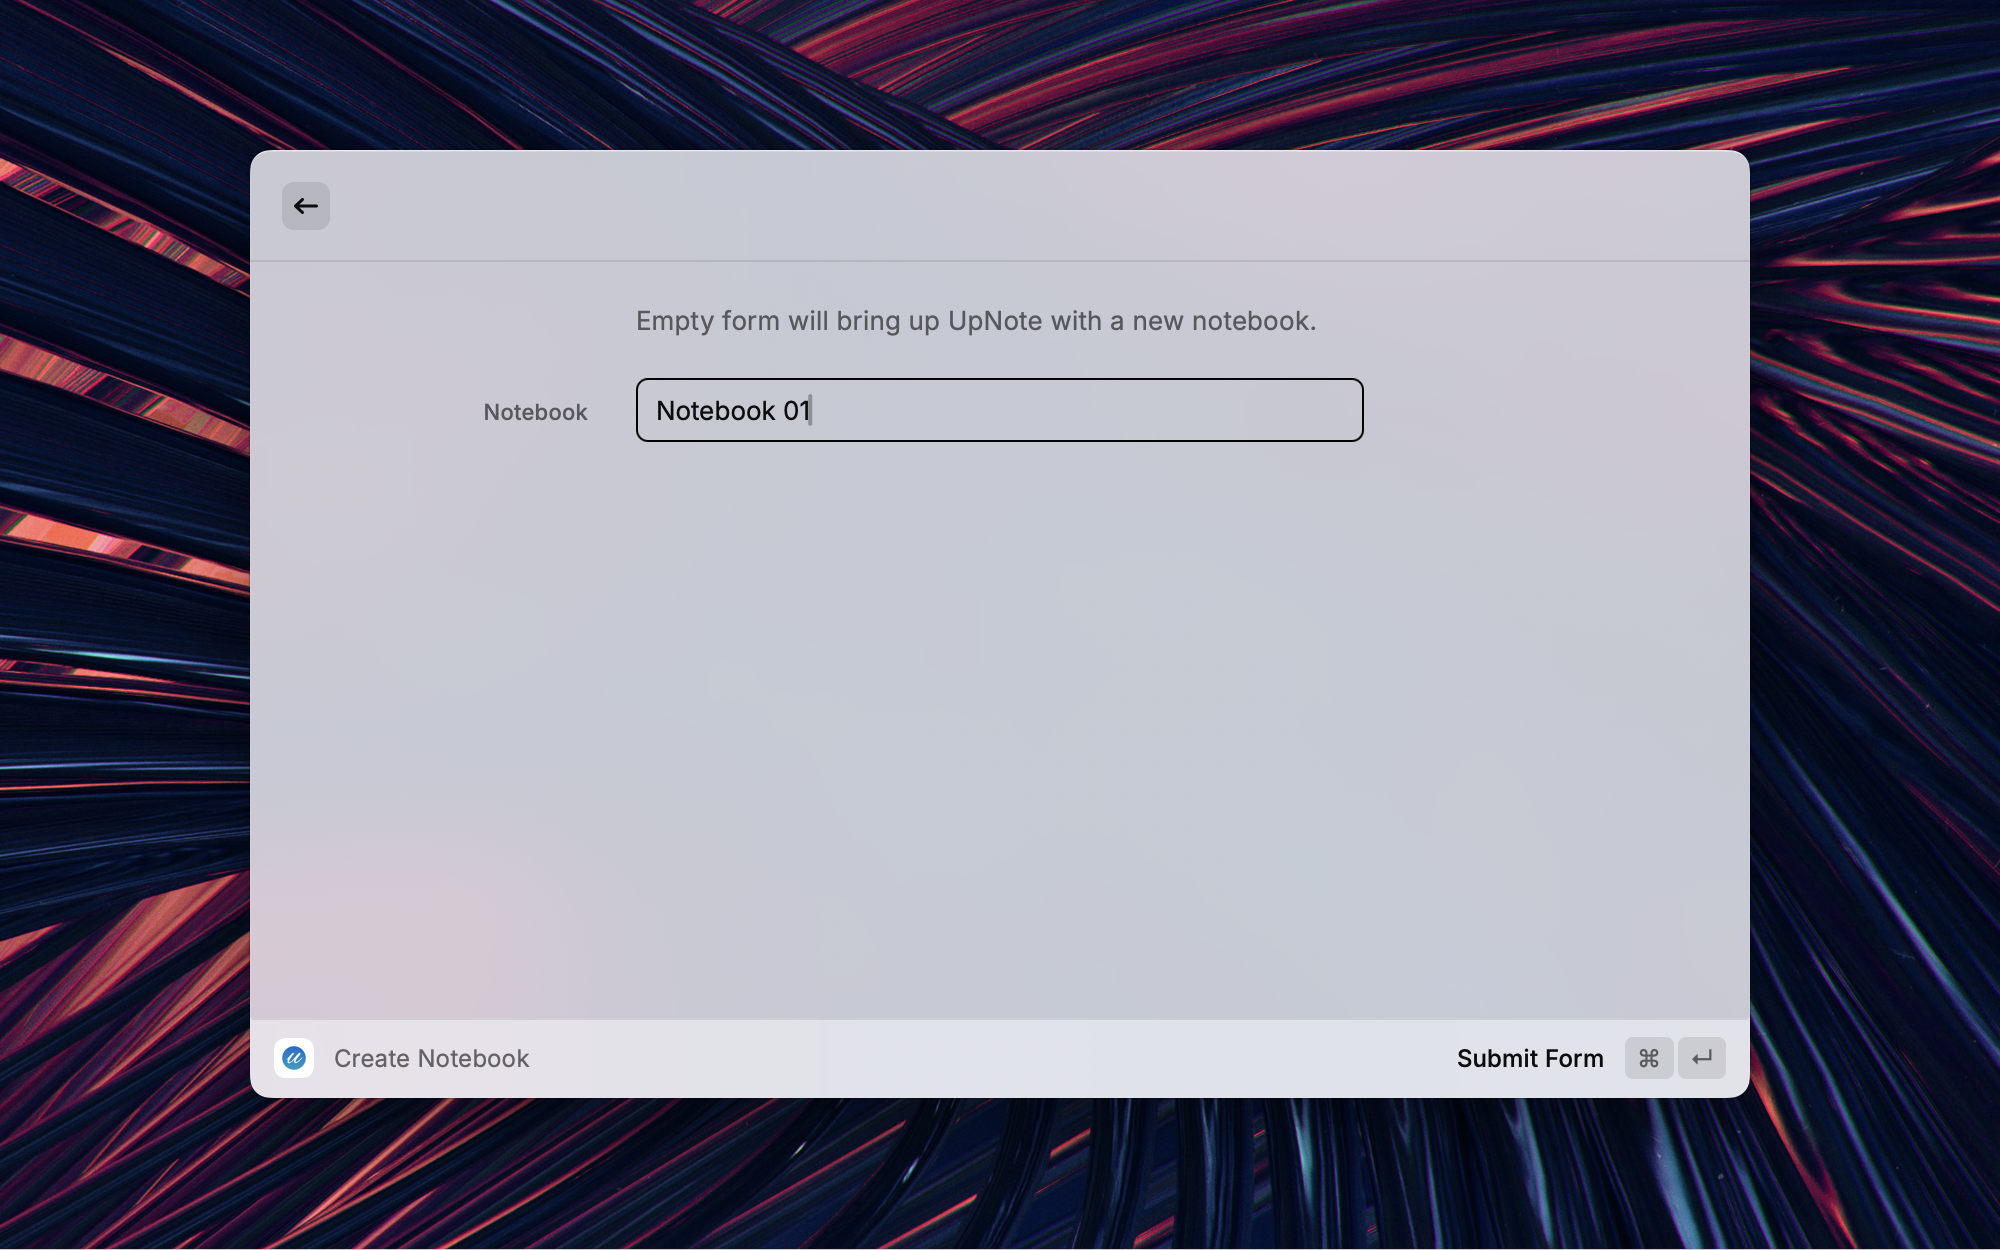 Empty form will bring up UpNote with a new notebook.
Notebook
Notebook 01
Create Notebook
Submit Form ⌘ ↵